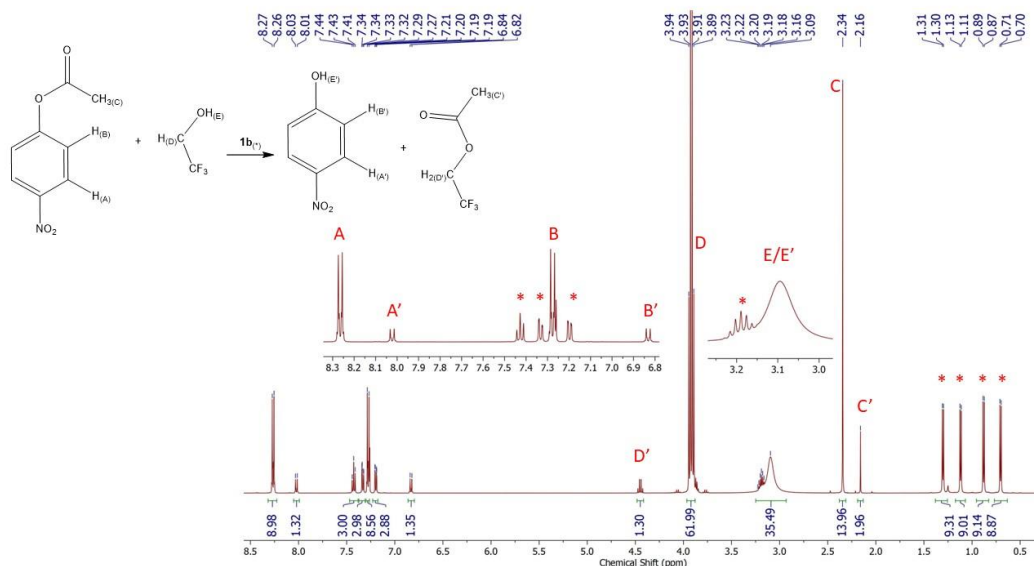 8.27 8.26 8.03 8.01 7.44 7.43 7.41 7.34 7.34 7.33 7.32 7.29 7.27 7.21 7.20 7.19 7.19 6.84 6.82
3.94 3.93 3.91 3.89 3.23 3.22 3.20 3.19 3.18 3.16 3.09
2.34 2.16
1.31 1.30 1.13 1.11 0.89 0.87 0.71 0.70
O
O
CH3(C)
H(B)
H(A)
NO2
+
OH(E)
H(D)
CF3
1b(*)
OH(E')
H(B')
H(A')
NO2
+
CH3(C')
O
O
H2(D')C
CF3
A
A'
B
* * *
B'
D
E/E'
*
C
8.3 8.2 8.1 8.0 7.9 7.8 7.7 7.6 7.5 7.4 7.3 7.2 7.1 7.0 6.9 6.8
3.2 3.1 3.0
* * * *
C'
D'
8.98 1.32 3.00 2.98 8.56 2.88 1.35 1.30 61.99 35.49 13.96 1.96 9.31 9.01 9.14 8.87
8.5 8.0 7.5 7.0 6.5 6.0 5.5 5.0 4.5 4.0 3.5 3.0 2.5 2.0 1.5 1.0 0.5
Chemical Shift (ppm)